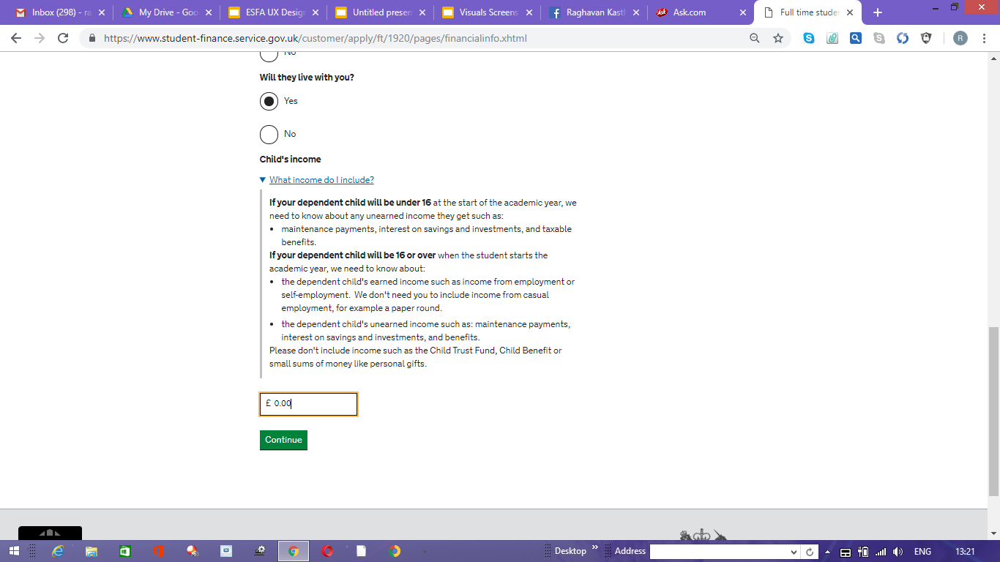 Inbox (298) - ra
My Drive - Goo
ESFA UX Design
Untitled presen
Visuals Screens
Raghavan Kasth
Ask
Ask.com
Full time studen
https://www.student-finance.service.gov.uk/customer/apply/ft/1920/pages/financialinfo.xhtml
R
No
Will they live with you?
Yes
No
Child's income
What income do I include?
If your dependent child will be under 16 at the start of the academic year, we
need to know about any unearned income they get such as:
maintenance payments, interest on savings and investments, and taxable
benefits.
If your dependent child will be 16 or over when the student starts the
academic year, we need to know about:
the dependent child's earned income such as income from employment or
self-employment. We don't need you to include income from casual
employment, for example a paper round.
the dependent child's unearned income such as: maintenance payments,
interest on savings and investments, and benefits.
Please don't include income such as the Child Trust Fund, Child Benefit or
small sums of money like personal gifts.
£ 0.00
Continue
Desktop
Address
ENG
13:21